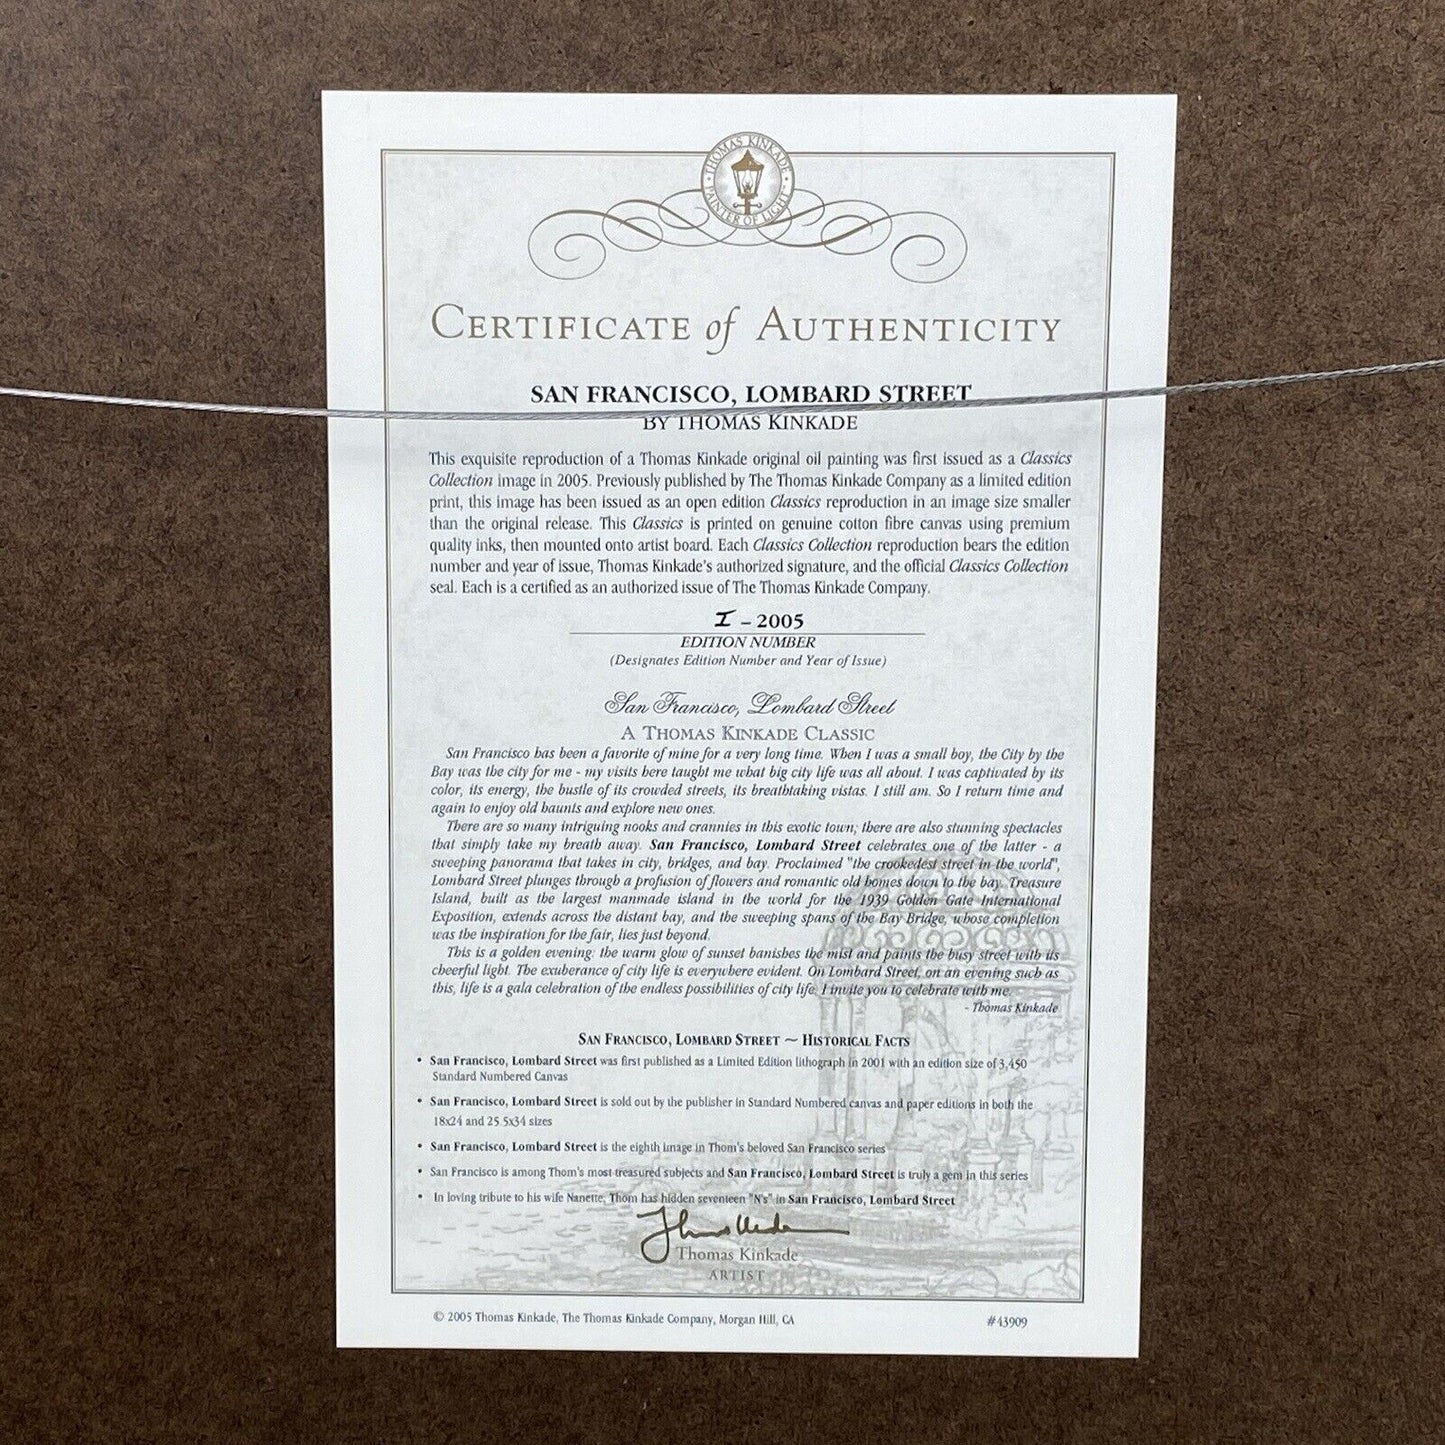 THOMAS KINKADE
PAINTER OF LIGHT
CERTIFICATE of AUTHENTICITY
SAN FRANCISCO, LOMBARD STREET
BY THOMAS KINKADE
This exquisite reproduction of a Thomas Kinkade original oil painting was first issued as a Classics
Collection image in 2005. Previously published by The Thomas Kinkade Company as a limited edition
print, this image has been issued as an open edition Classics reproduction in an image size smaller
than the original release. This Classics is printed on genuine cotton fibre canvas using premium
quality inks, then mounted onto artist board. Each Classics Collection reproduction bears the edition
number and year of issue, Thomas Kinkade's authorized signature, and the official Classics Collection
seal. Each is a certified as an authorized issue of The Thomas Kinkade Company.
I – 2005
EDITION NUMBER
(Designates Edition Number and Year of Issue)
San Francisco, Lombard Street
A THOMAS KINKADE CLASSIC
San Francisco has been a favorite of mine for a very long time. When I was a small boy, the City by the
Bay was the city for me - my visits here taught me what big city life was all about. I was captivated by its
color, its energy, the bustle of its crowded streets, its breathtaking vistas. I still am. So I return time and
again to enjoy old haunts and explore new ones.
There are so many intriguing nooks and crannies in this exotic town; there are also stunning spectacles
that simply take my breath away. San Francisco, Lombard Street celebrates one of the latter - a
sweeping panorama that takes in city, bridges, and bay. Proclaimed "the crookedest street in the world",
Lombard Street plunges through a profusion of flowers and romantic old homes down to the bay. Treasure
Island, built as the largest manmade island in the world for the 1939 Golden Gate International
Exposition, extends across the distant bay, and the sweeping spans of the Bay Bridge, whose completion
was the inspiration for the fair, lies just beyond.
This is a golden evening: the warm glow of sunset banishes the mist and paints the busy street with its
cheerful light. The exuberance of city life is everywhere evident. On Lombard Street, on an evening such as
this, life is a gala celebration of the endless possibilities of city life. I invite you to celebrate with me.
- Thomas Kinkade
SAN FRANCISCO, LOMBARD STREET ~ HISTORICAL FACTS
• San Francisco, Lombard Street was first published as a Limited Edition lithograph in 2001 with an edition size of 3,450
Standard Numbered Canvas
• San Francisco, Lombard Street is sold out by the publisher in Standard Numbered canvas and paper editions in both the
18x24 and 25.5x34 sizes
• San Francisco, Lombard Street is the eighth image in Thom's beloved San Francisco series
• San Francisco is among Thom's most treasured subjects and San Francisco, Lombard Street is truly a gem in this series
• In loving tribute to his wife Nanette, Thom has hidden seventeen "N's" in San Francisco, Lombard Street
Thomas Kinkade
Thomas Kinkade
ARTIST
© 2005 Thomas Kinkade, The Thomas Kinkade Company, Morgan Hill, CA
#43909